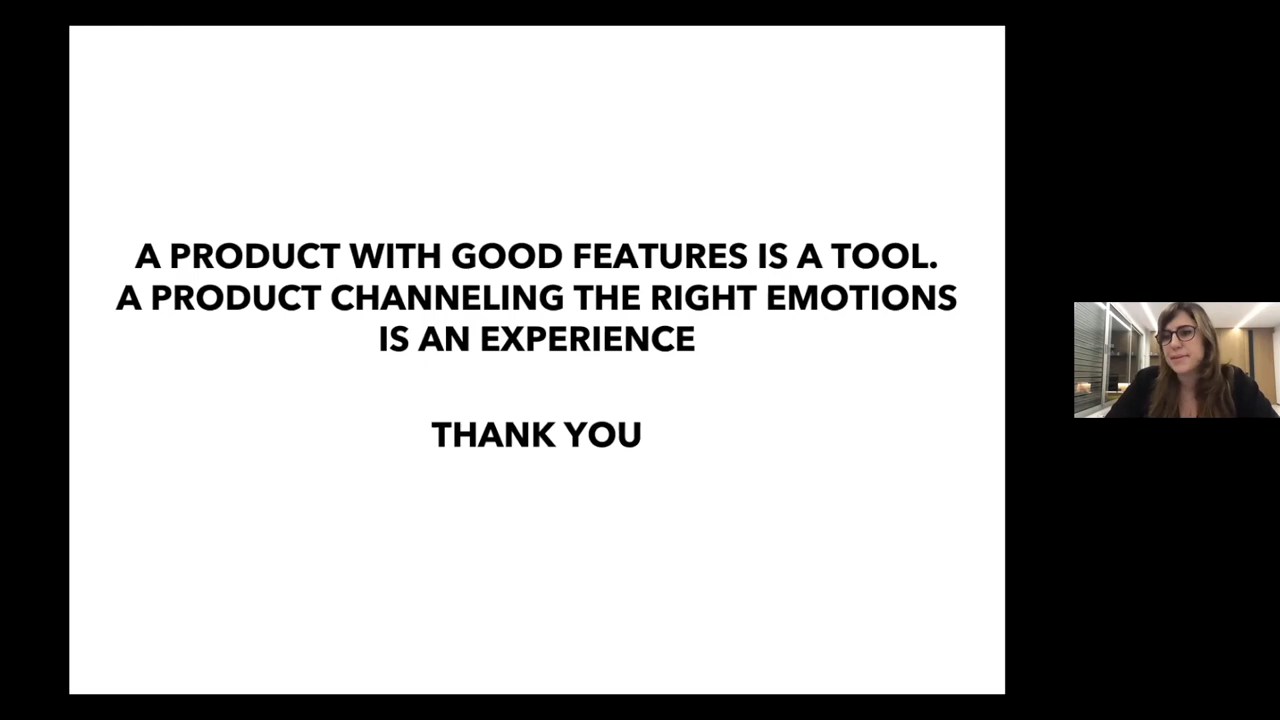 A PRODUCT WITH GOOD FEATURES IS A TOOL.
A PRODUCT CHANNELING THE RIGHT EMOTIONS
IS AN EXPERIENCE
THANK YOU